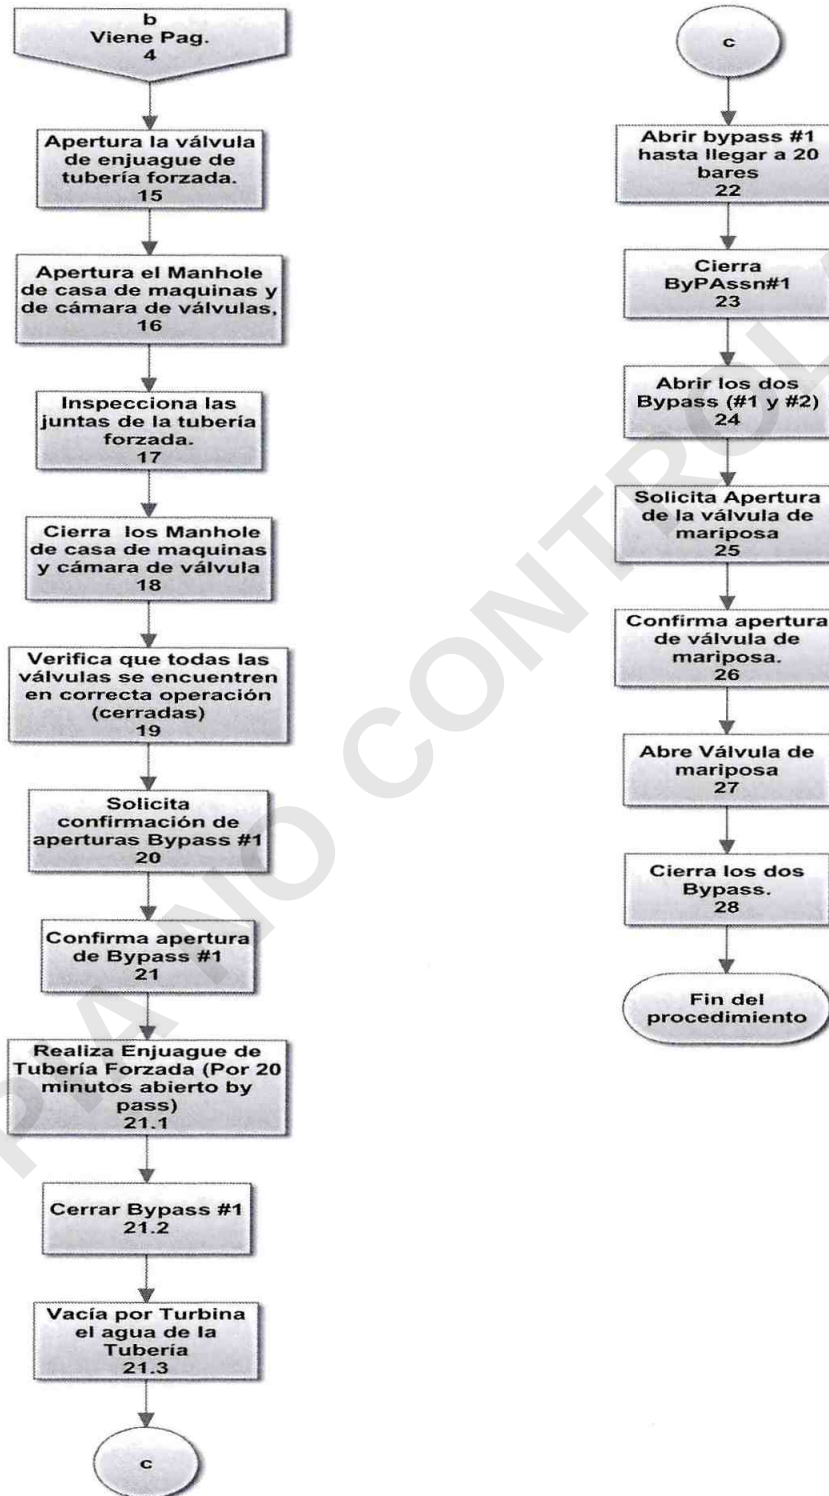 b
Viene Pag.
4
Apertura la válvula
de enjuague de
tubería forzada.
15
Apertura el Manhole
de casa de maquinas y
de cámara de válvulas,
16
Inspecciona las
juntas de la tubería
forzada.
17
Cierra los Manhole
de casa de maquinas
y cámara de válvula
18
Verifica que todas las
válvulas se encuentren
en correcta operación
(cerradas)
19
Solicita
confirmación de
aperturas Bypass #1
20
Confirma apertura
de Bypass #1
21
Realiza Enjuague de
Tubería Forzada (Por 20
minutos abierto by
pass)
21.1
Cerrar Bypass #1
21.2
Vacía por Turbina
el agua de la
Tubería
21.3
c
c
Abrir bypass #1
hasta llegar a 20
bares
22
Cierra
ByPAssn#1
23
Abrir los dos
Bypass (#1 y #2)
24
Solicita Apertura
de la válvula de
mariposa
25
Confirma apertura
de válvula de
mariposa.
26
Abre Válvula de
mariposa
27
Cierra los dos
Bypass.
28
Fin del
procedimiento
PIA NO CONTROL